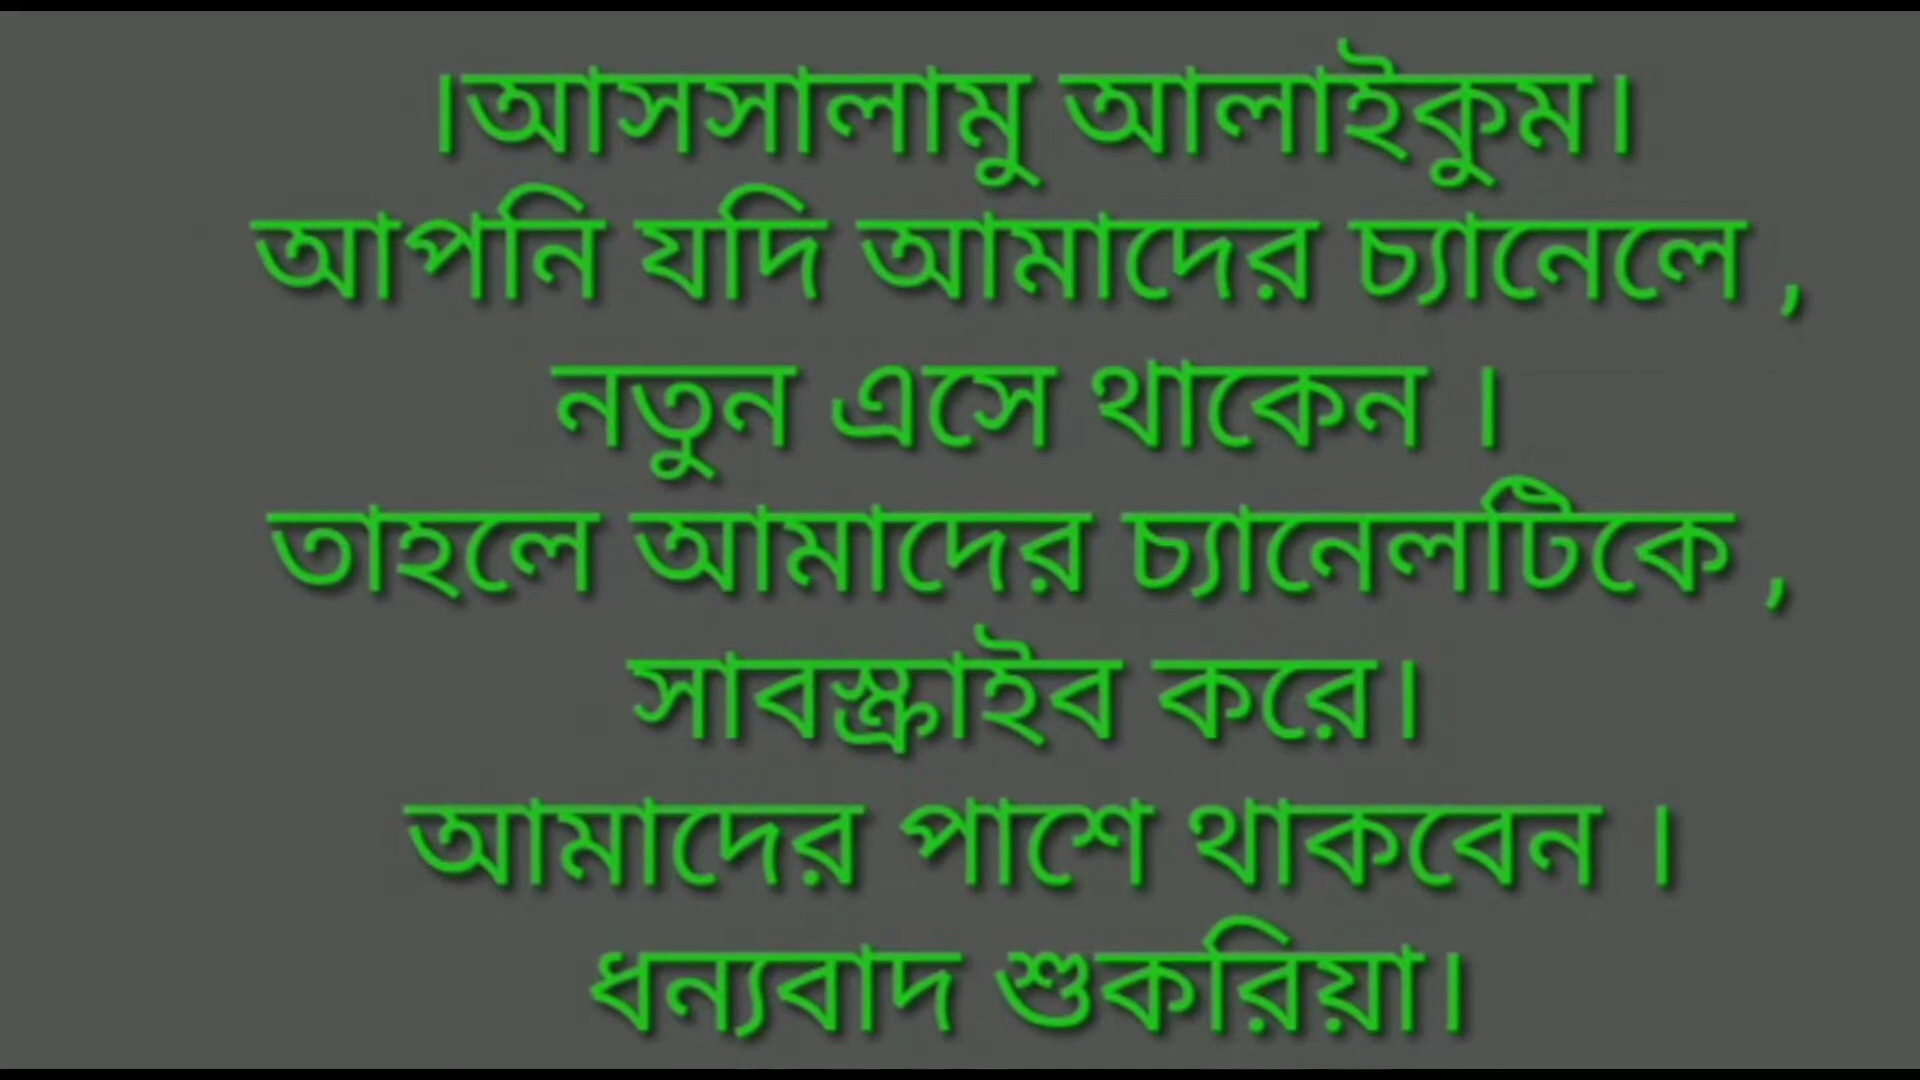 ।আসসালামু আলাইকুম।
আপনি যদি আমাদের চ্যানেলে ,
নতুন এসে থাকেন ।
তাহলে আমাদের চ্যানেলটিকে ,
সাবস্ক্রাইব করে।
আমাদের পাশে থাকবেন ।
ধন্যবাদ শুকরিয়া।